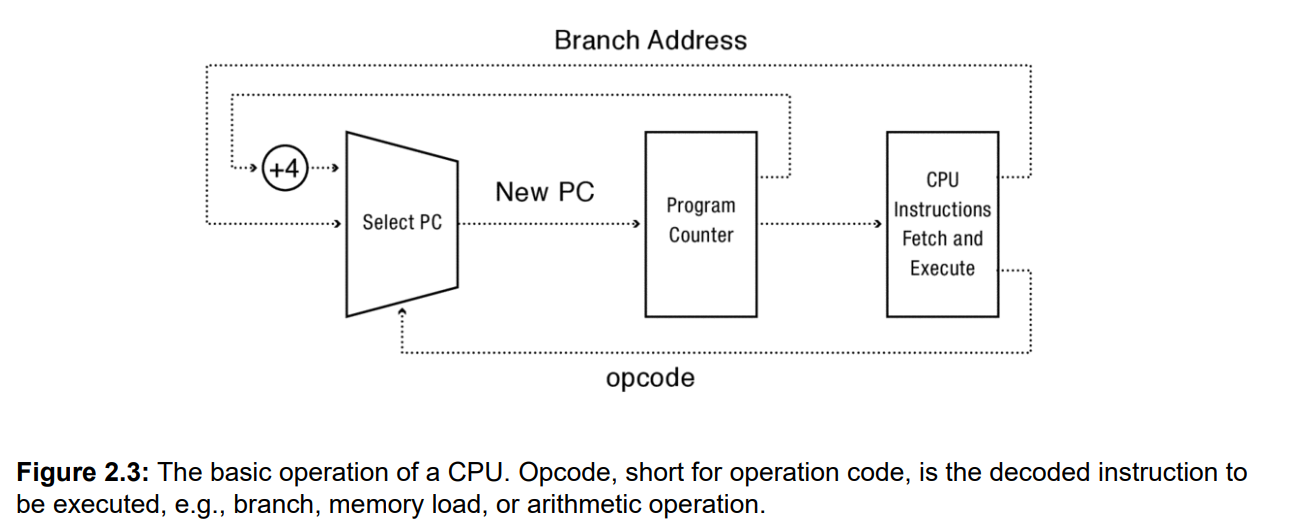 Branch Address
+4
Select PC
New PC
Program
Counter
CPU
Instructions
Fetch and
Execute
opcode
Figure 2.3: The basic operation of a CPU. Opcode, short for operation code, is the decoded instruction to
be executed, e.g., branch, memory load, or arithmetic operation.